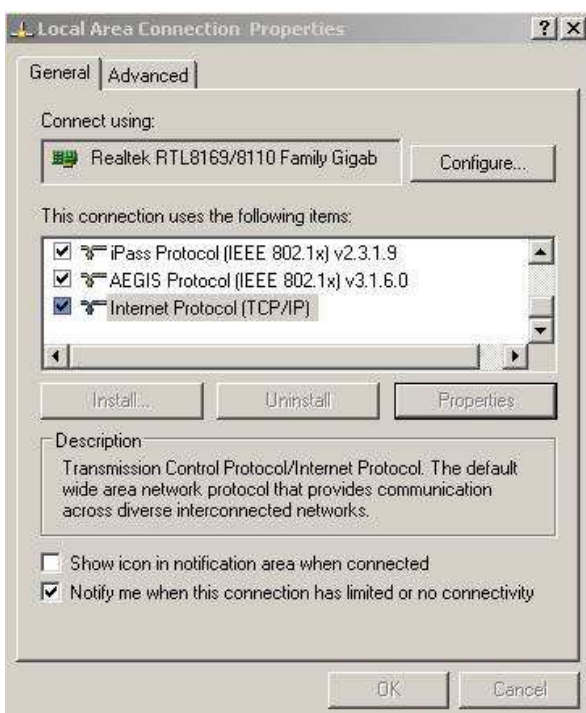 Local Area Connection Properties
?
General Advanced
Connect using:
Realtek RTL8169/8110 Family Gigab
Configure...
This connection uses the following items:
iPass Protocol (IEEE 802.1x) v2.3.1.9
AEGIS Protocol (IEEE 802.1x) v3.1.6.0
Internet Protocol (TCP/IP)
Install... Uninstall Properties
Description
Transmission Control Protocol/Internet Protocol. The default
wide area network protocol that provides communication
across diverse interconnected networks.
Show icon in notification area when connected
Notify me when this connection has limited or no connectivity
OK Cancel